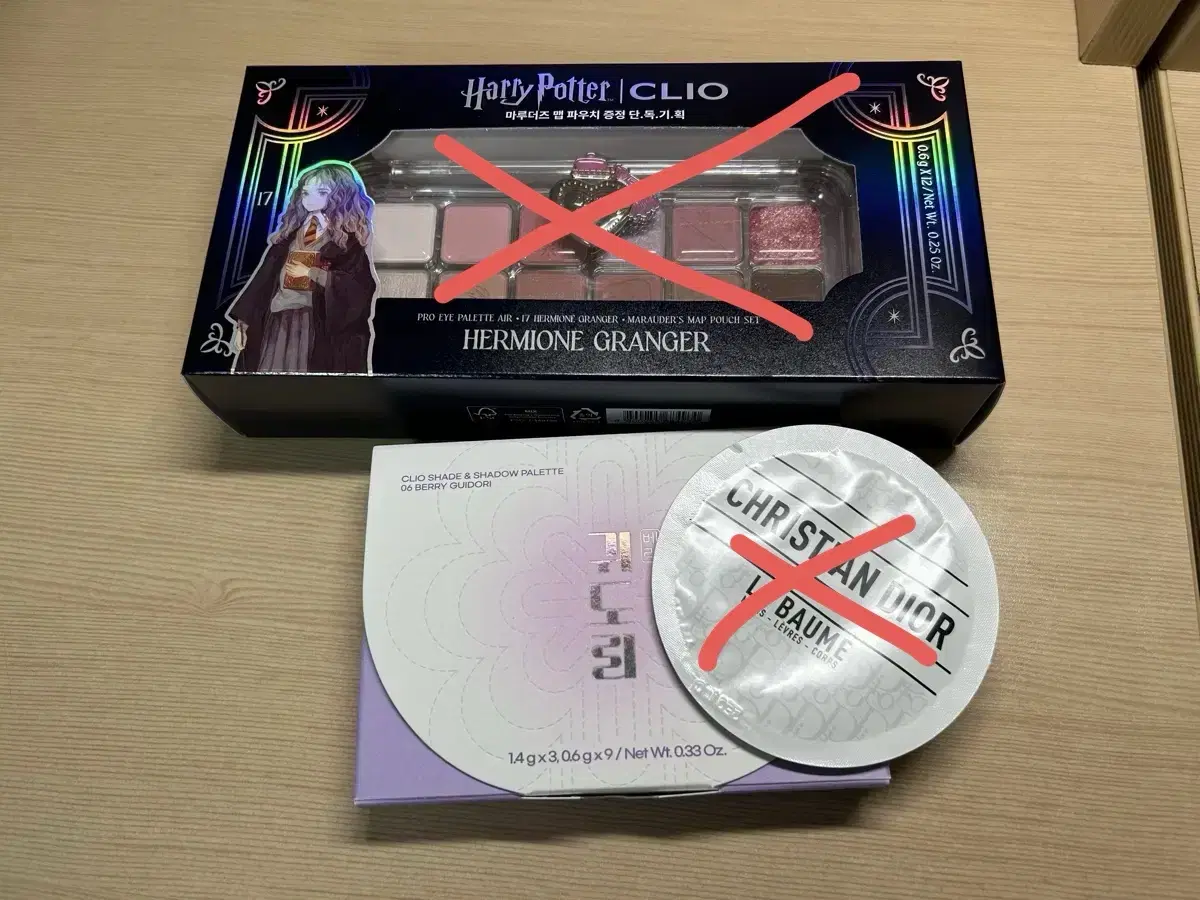 Harry Potter | CLIO
마루더즈 맵 파우치 증정 단.독.기.획
17
0.6g X 12/Net Wt. 0.25 Oz.
PRO EYE PALETTE AIR • 17 HERMIONE GRANGER • MARAUDER'S MAP POUCH SET
HERMIONE GRANGER
CLIO SHADE & SHADOW PALETTE
06 BERRY GUIDORI
1.4 g x 3, 0.6 g x 9 / Net Wt. 0.33 Oz.
CHRISTIAN DIOR
LE BAUME
LÈVRES - CORPS